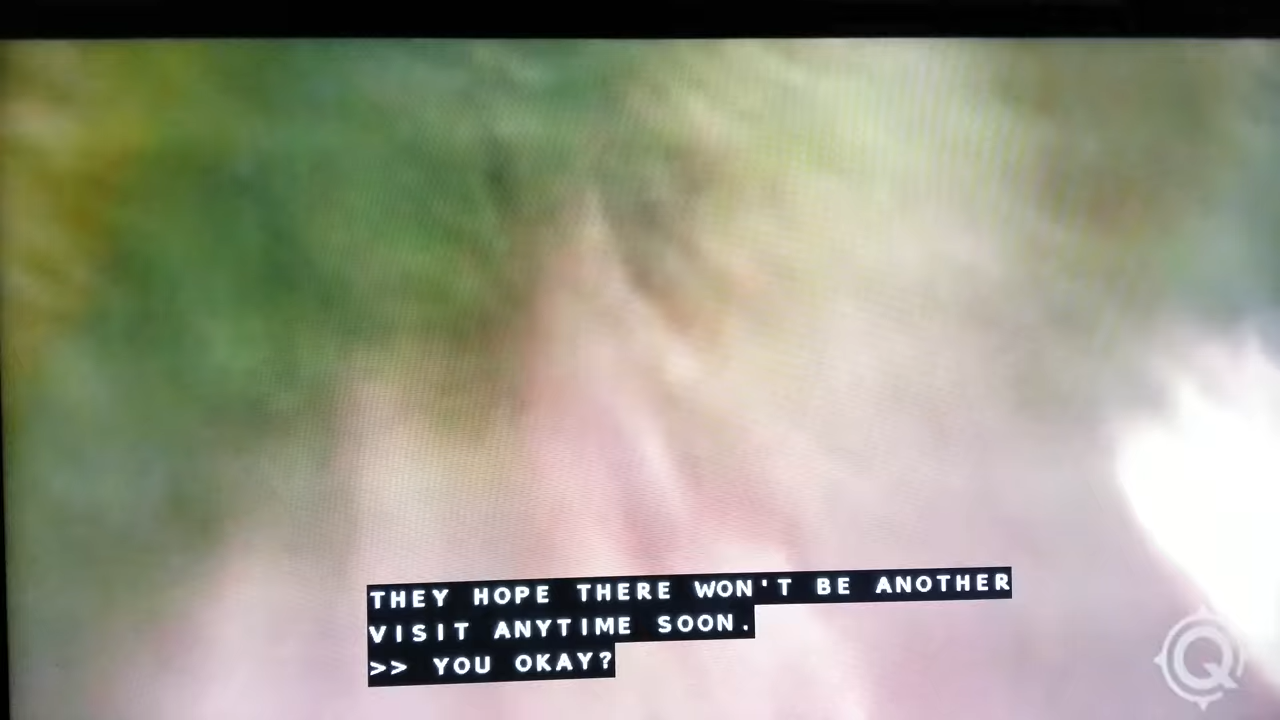 THEY HOPE THERE WON'T BE ANOTHER
VISIT ANYTIME SOON.
>> YOU OKAY?
Q